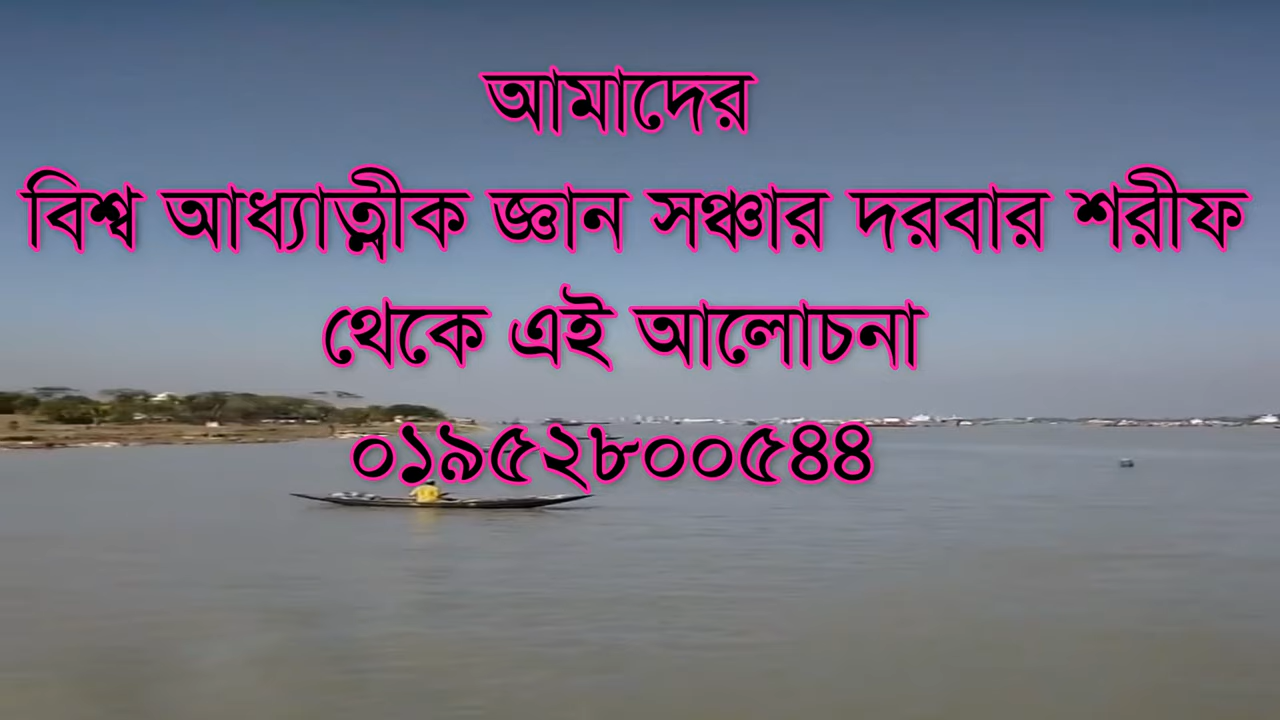 আমাদের
বিশ্ব আধ্যাত্নীক জ্ঞান সঞ্চার দরবার শরীফ
থেকে এই আলোচনা
০১৯৫২৮০০৫৪৪